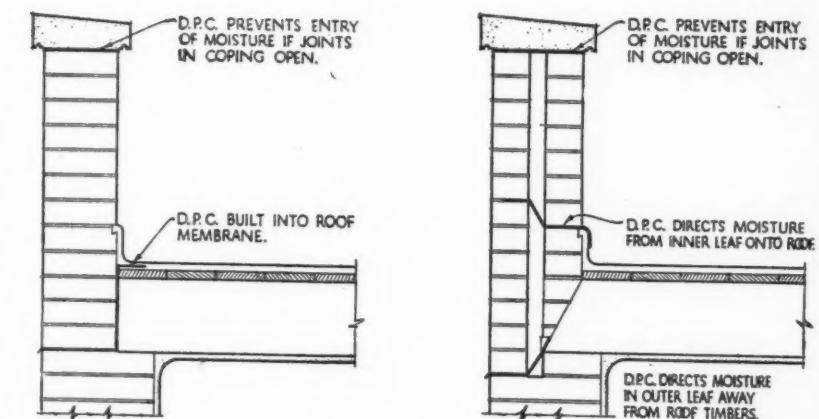 D.P.C. PREVENTS ENTRY
OF MOISTURE IF JOINTS
IN COPING OPEN.
D.P.C. BUILT INTO ROOF
MEMBRANE.
D.P.C. PREVENTS ENTRY
OF MOISTURE IF JOINTS
IN COPING OPEN.
D.P.C. DIRECTS MOISTURE
FROM INNER LEAF ONTO ROOF.
D.P.C. DIRECTS MOISTURE
IN OUTER LEAF AWAY
FROM ROOF TIMBERS.